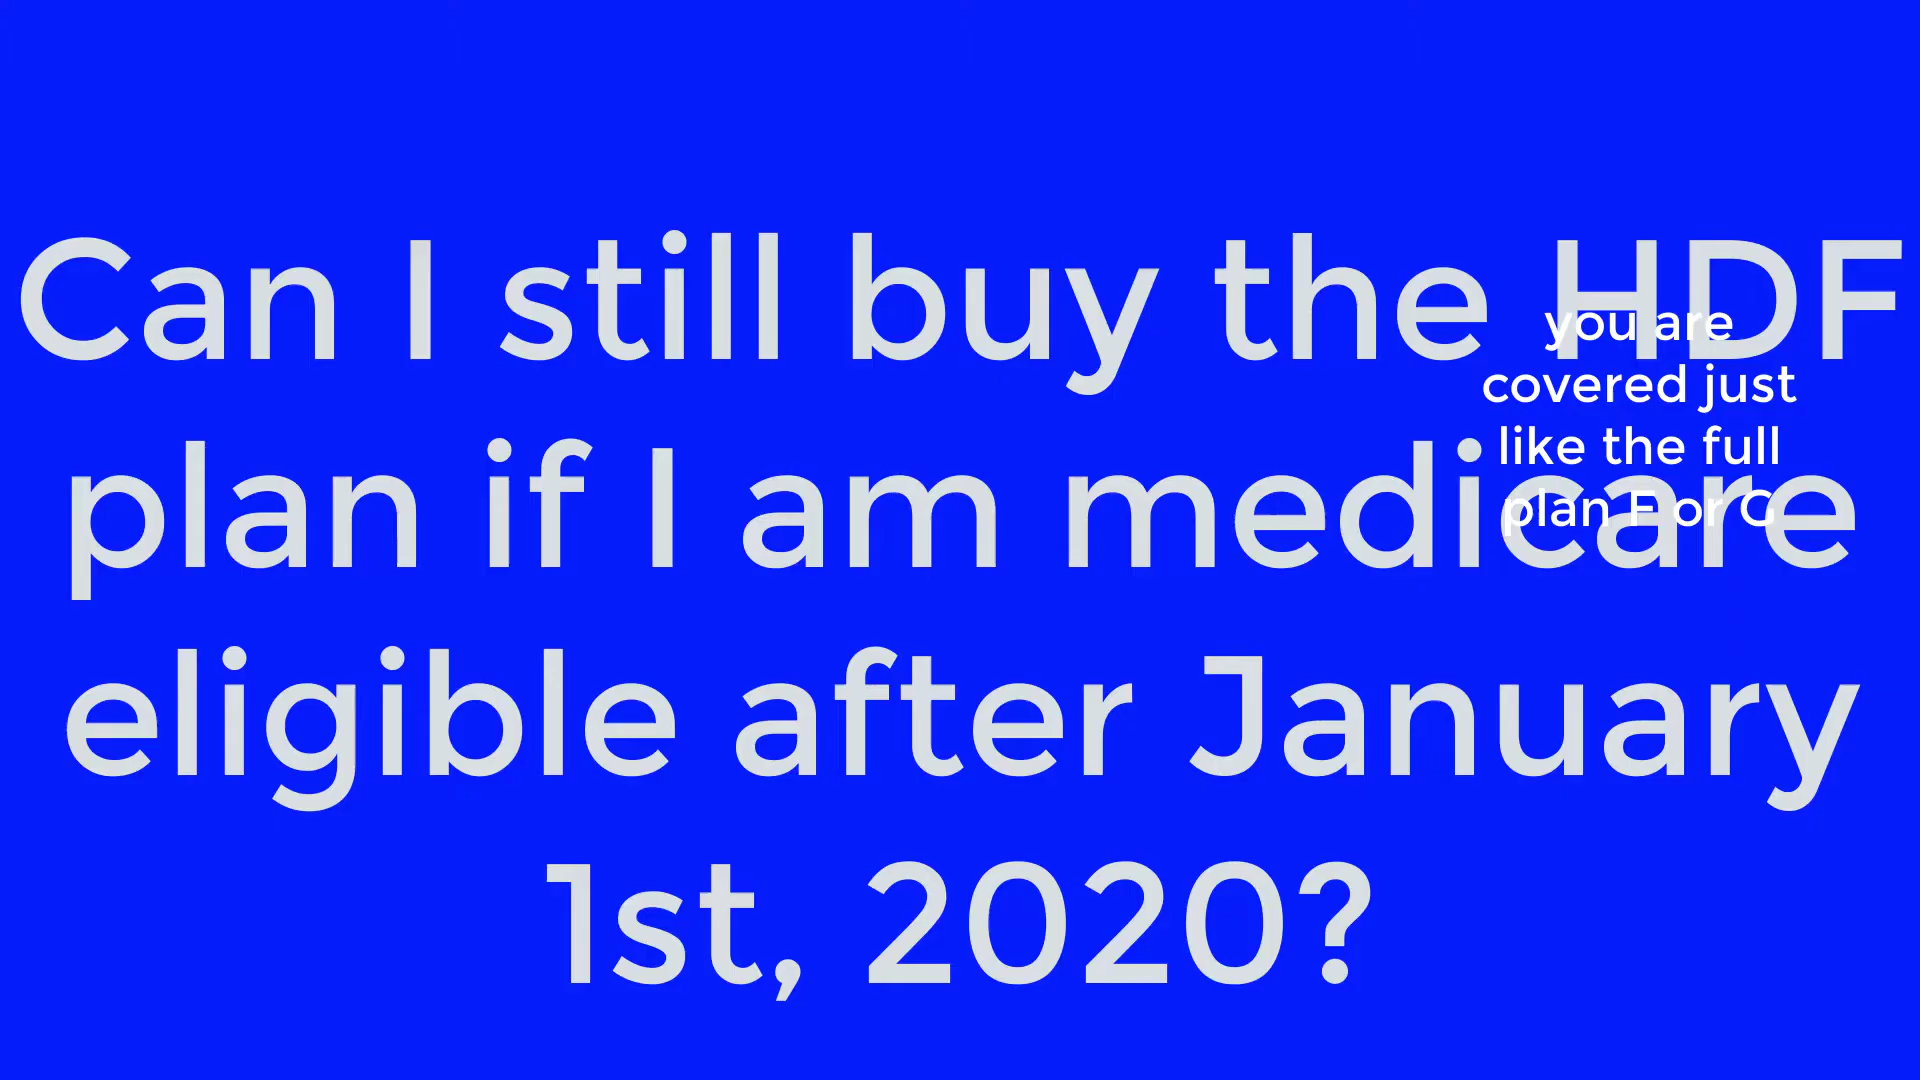 Can I still buy the HDF
plan if I am medicare
eligible after January
1st, 2020?
you are
covered just
like the full
plan F or G